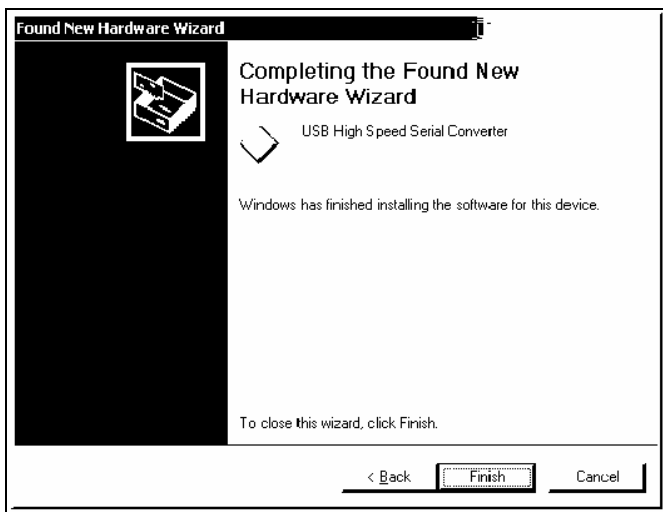 Found New Hardware Wizard
Completing the Found New
Hardware Wizard
USB High Speed Serial Converter
Windows has finished installing the software for this device.
To close this wizard, click Finish.
< Back
Finish
Cancel